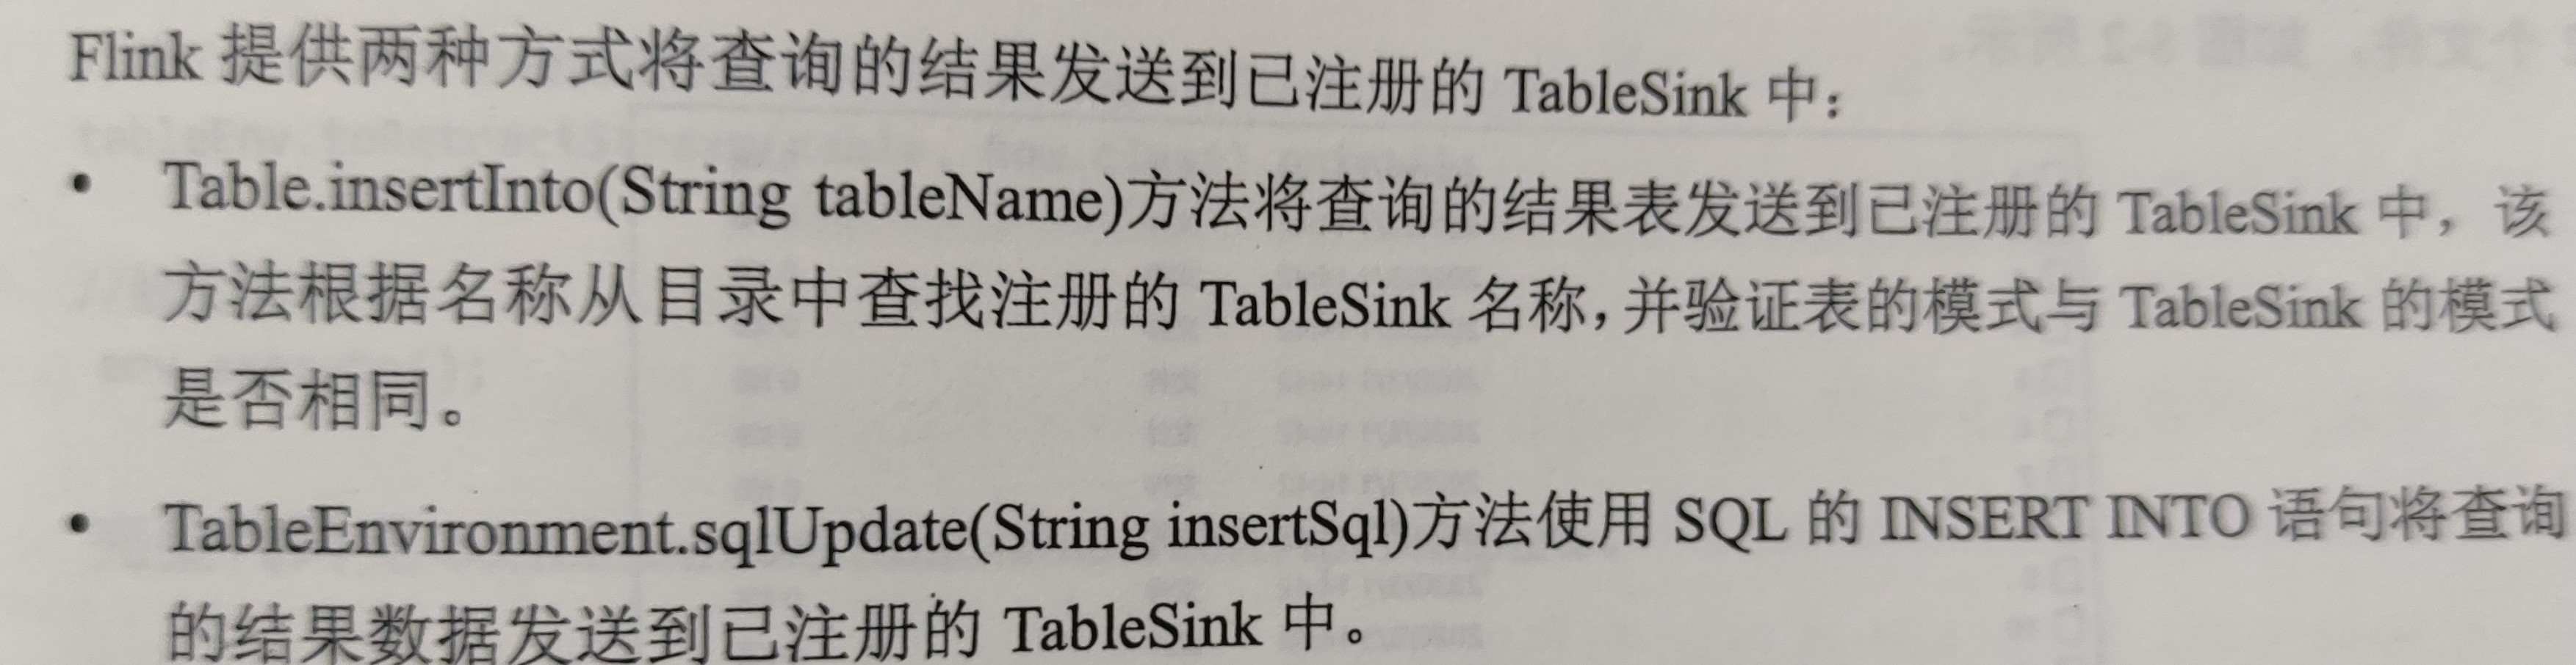 Flink 提供两种方式将查询的结果发送到已注册的 TableSink 中：
• Table.insertInto(String tableName)方法将查询的结果表发送到已注册的 TableSink 中，该
方法根据名称从目录中查找注册的 TableSink 名称，并验证表的模式与 TableSink 的模式
是否相同。
• TableEnvironment.sqlUpdate(String insertSql)方法使用 SQL 的 INSERT INTO 语句将查询
的结果数据发送到已注册的 TableSink 中。